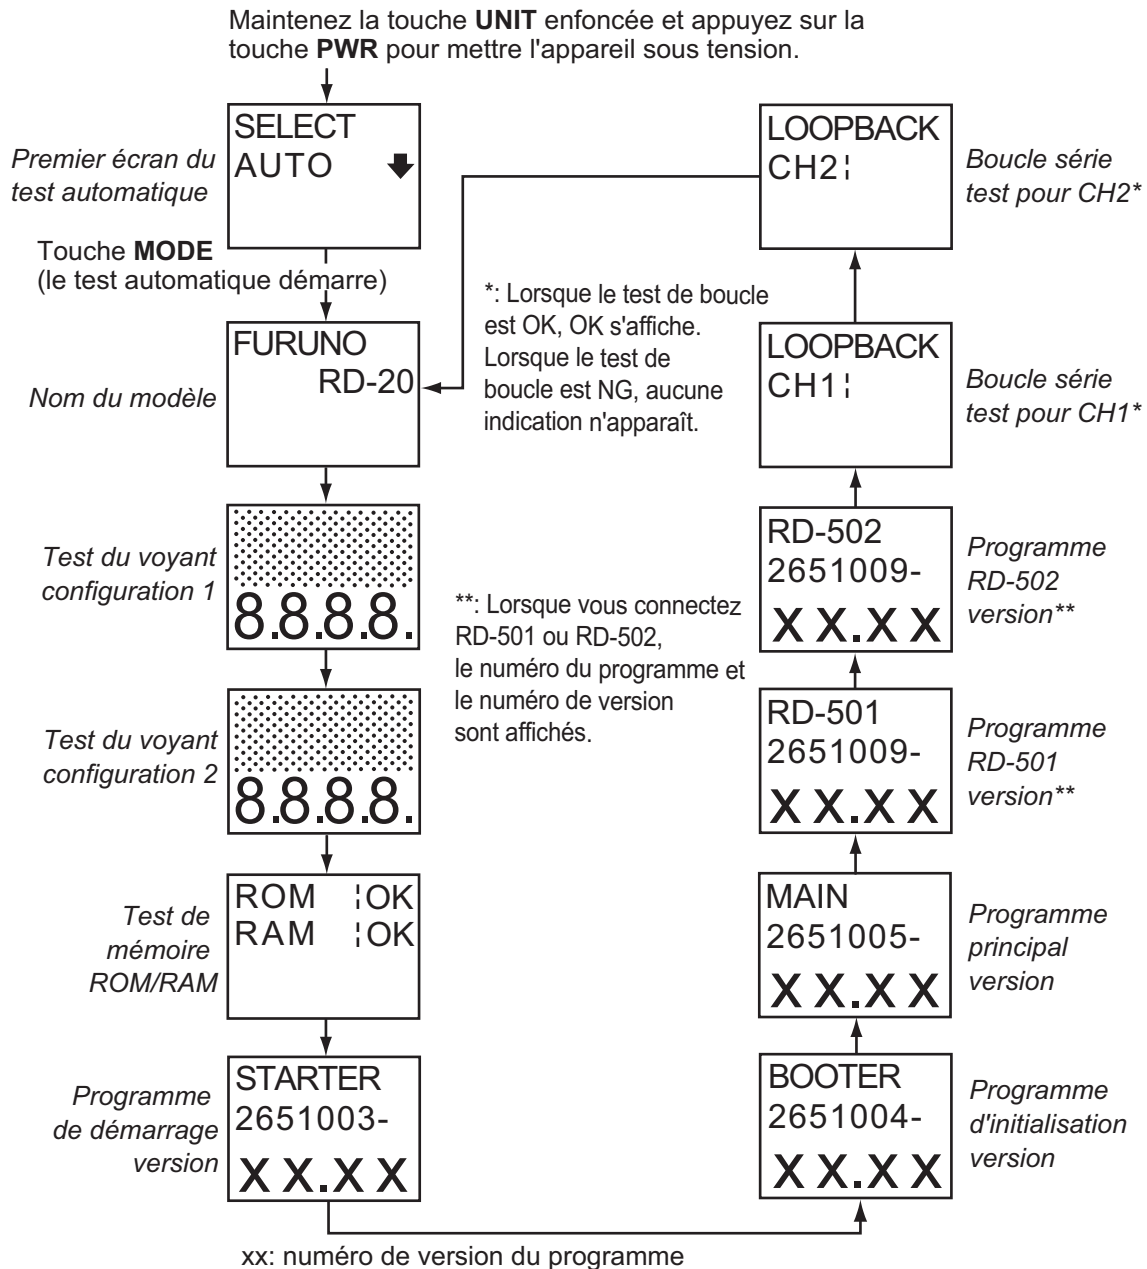 Maintenez la touche UNIT enfoncée et appuyez sur la
touche PWR pour mettre l'appareil sous tension.
Premier écran du
test automatique
SELECT
AUTO
Touche MODE
(le test automatique démarre)
Nom du modèle
FURUNO
RD-20
Test du voyant
configuration 1
8.8.8.8.
Test du voyant
configuration 2
8.8.8.8.
Test de
mémoire
ROM/RAM
ROM ¦OK
RAM ¦OK
Programme
de démarrage
version
STARTER
2651003-
XX.XX
xx: numéro de version du programme
*: Lorsque le test de boucle
est OK, OK s'affiche.
Lorsque le test de
boucle est NG, aucune
indication n'apparaît.
**: Lorsque vous connectez
RD-501 ou RD-502,
le numéro du programme et
le numéro de version
sont affichés.
LOOPBACK
CH2¦
Boucle série
test pour CH2*
LOOPBACK
CH1¦
Boucle série
test pour CH1*
RD-502
2651009-
XX.XX
Programme
RD-502
version**
RD-501
2651009-
XX.XX
Programme
RD-501
version**
MAIN
2651005-
XX.XX
Programme
principal
version
BOOTER
2651004-
XX.XX
Programme
d'initialisation
version